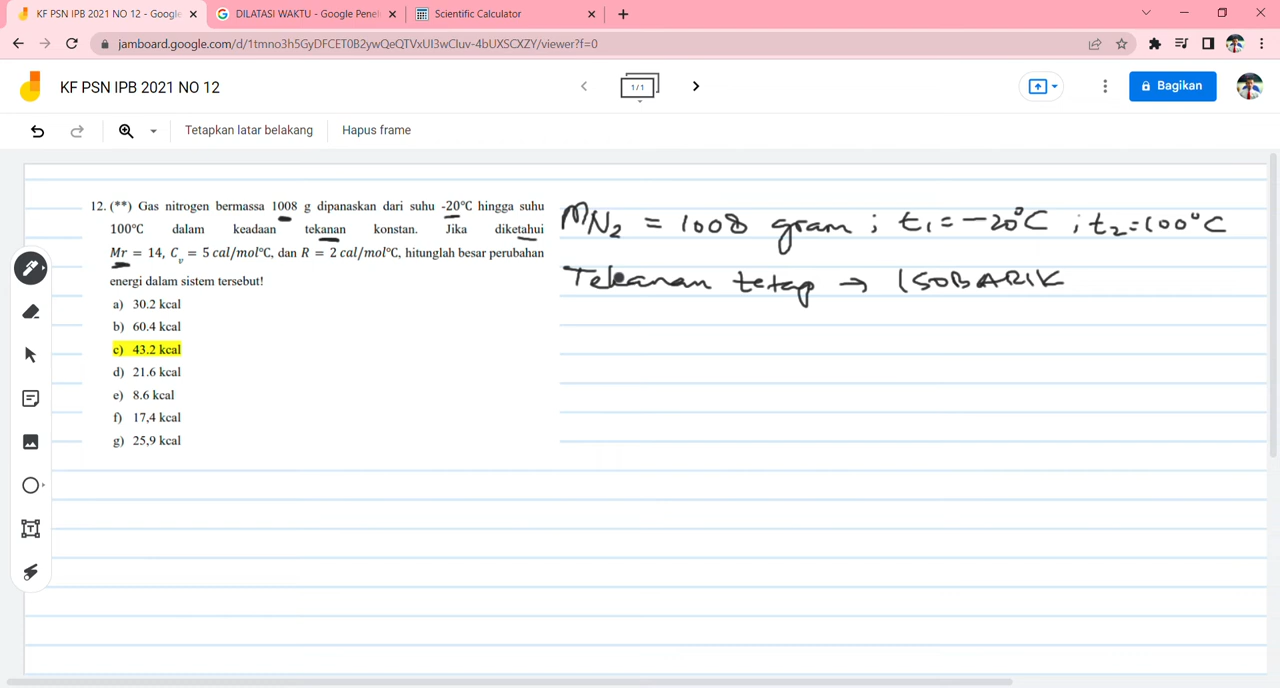 KF PSN IPB 2021 NO 12 - Google
DILATASI WAKTU - Google Pene
Scientific Calculator
jamboard.google.com/d/1tmno3h5GyDFCET0B2ywQeQTVxUI3wCluv-4bUXSCXZY/viewer?f=0
KF PSN IPB 2021 NO 12
1/1
Bagikan
Tetapkan latar belakang
Hapus frame
12. (**) Gas nitrogen bermassa 1008 g dipanaskan dari suhu -20°C hingga suhu
100°C dalam keadaan tekanan konstan. Jika diketahui
Mr = 14, Cv = 5 cal/mol°C, dan R = 2 cal/mol°C, hitunglah besar perubahan
energi dalam sistem tersebut!
a) 30.2 kcal
b) 60.4 kcal
c) 43.2 kcal
d) 21.6 kcal
e) 8.6 kcal
f) 17,4 kcal
g) 25,9 kcal
MN2 = 1008 gram ; t1 = -20°C ; t2 = 100°C
Tekanan tetap → ISOBARIK